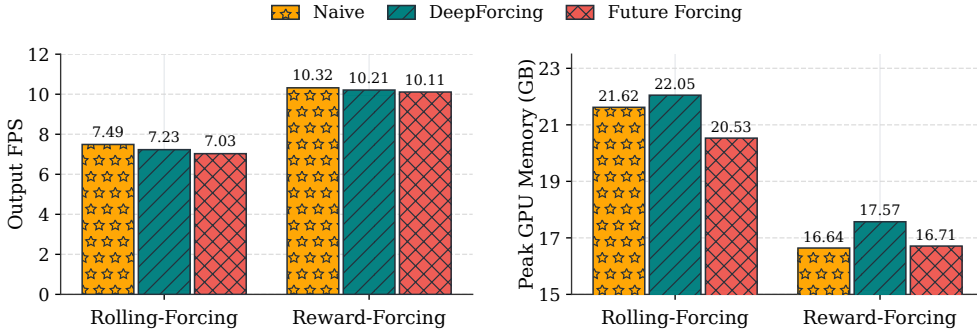 Naive DeepForcing Future Forcing
Output FPS
12
10
8
6
4
2
0
7.49 7.23 7.03
10.32 10.21 10.11
Rolling-Forcing Reward-Forcing
Peak GPU Memory (GB)
23
21
19
17
15
21.62 22.05 20.53
16.64 17.57 16.71
Rolling-Forcing Reward-Forcing